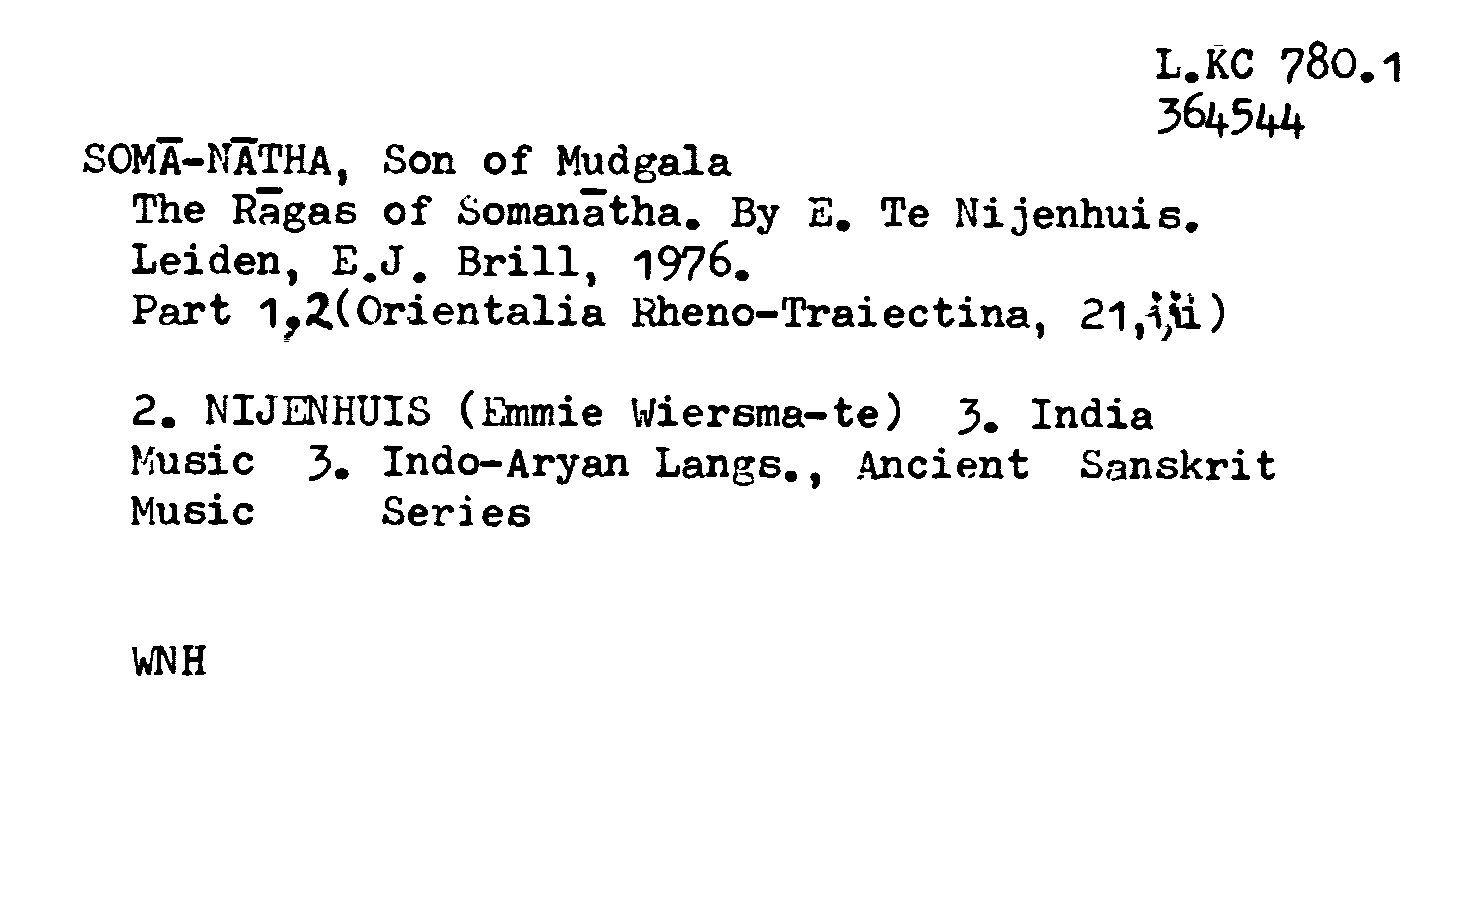 L.KC 780.1
364544
SOMĀ-NĀTHA, Son of Mudgala
The Rāgas of Somanātha. By E. Te Nijenhuis.
Leiden, E.J. Brill, 1976.
Part 1,2(Orientalia Rheno-Traiectina, 21,i,ii)
2. NIJENHUIS (Emmie Wiersma-te) 3. India
Music 3. Indo-Aryan Langs., Ancient Sanskrit
Music Series
WNH